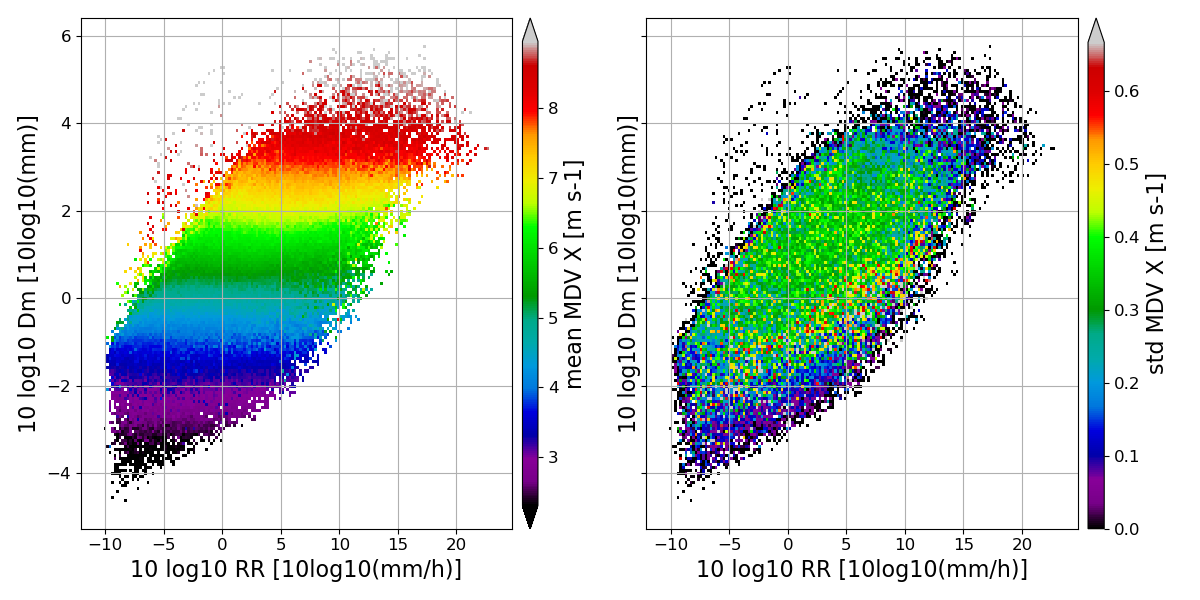 6
4
2
0
−2
−4
10 log10 Dm [10log10(mm)]
−10 −5 0 5 10 15 20
10 log10 RR [10log10(mm/h)]
8
7
6
5
4
3
mean MDV X [m s-1]
10 log10 Dm [10log10(mm)]
−10 −5 0 5 10 15 20
10 log10 RR [10log10(mm/h)]
0.6
0.5
0.4
0.3
0.2
0.1
0.0
std MDV X [m s-1]